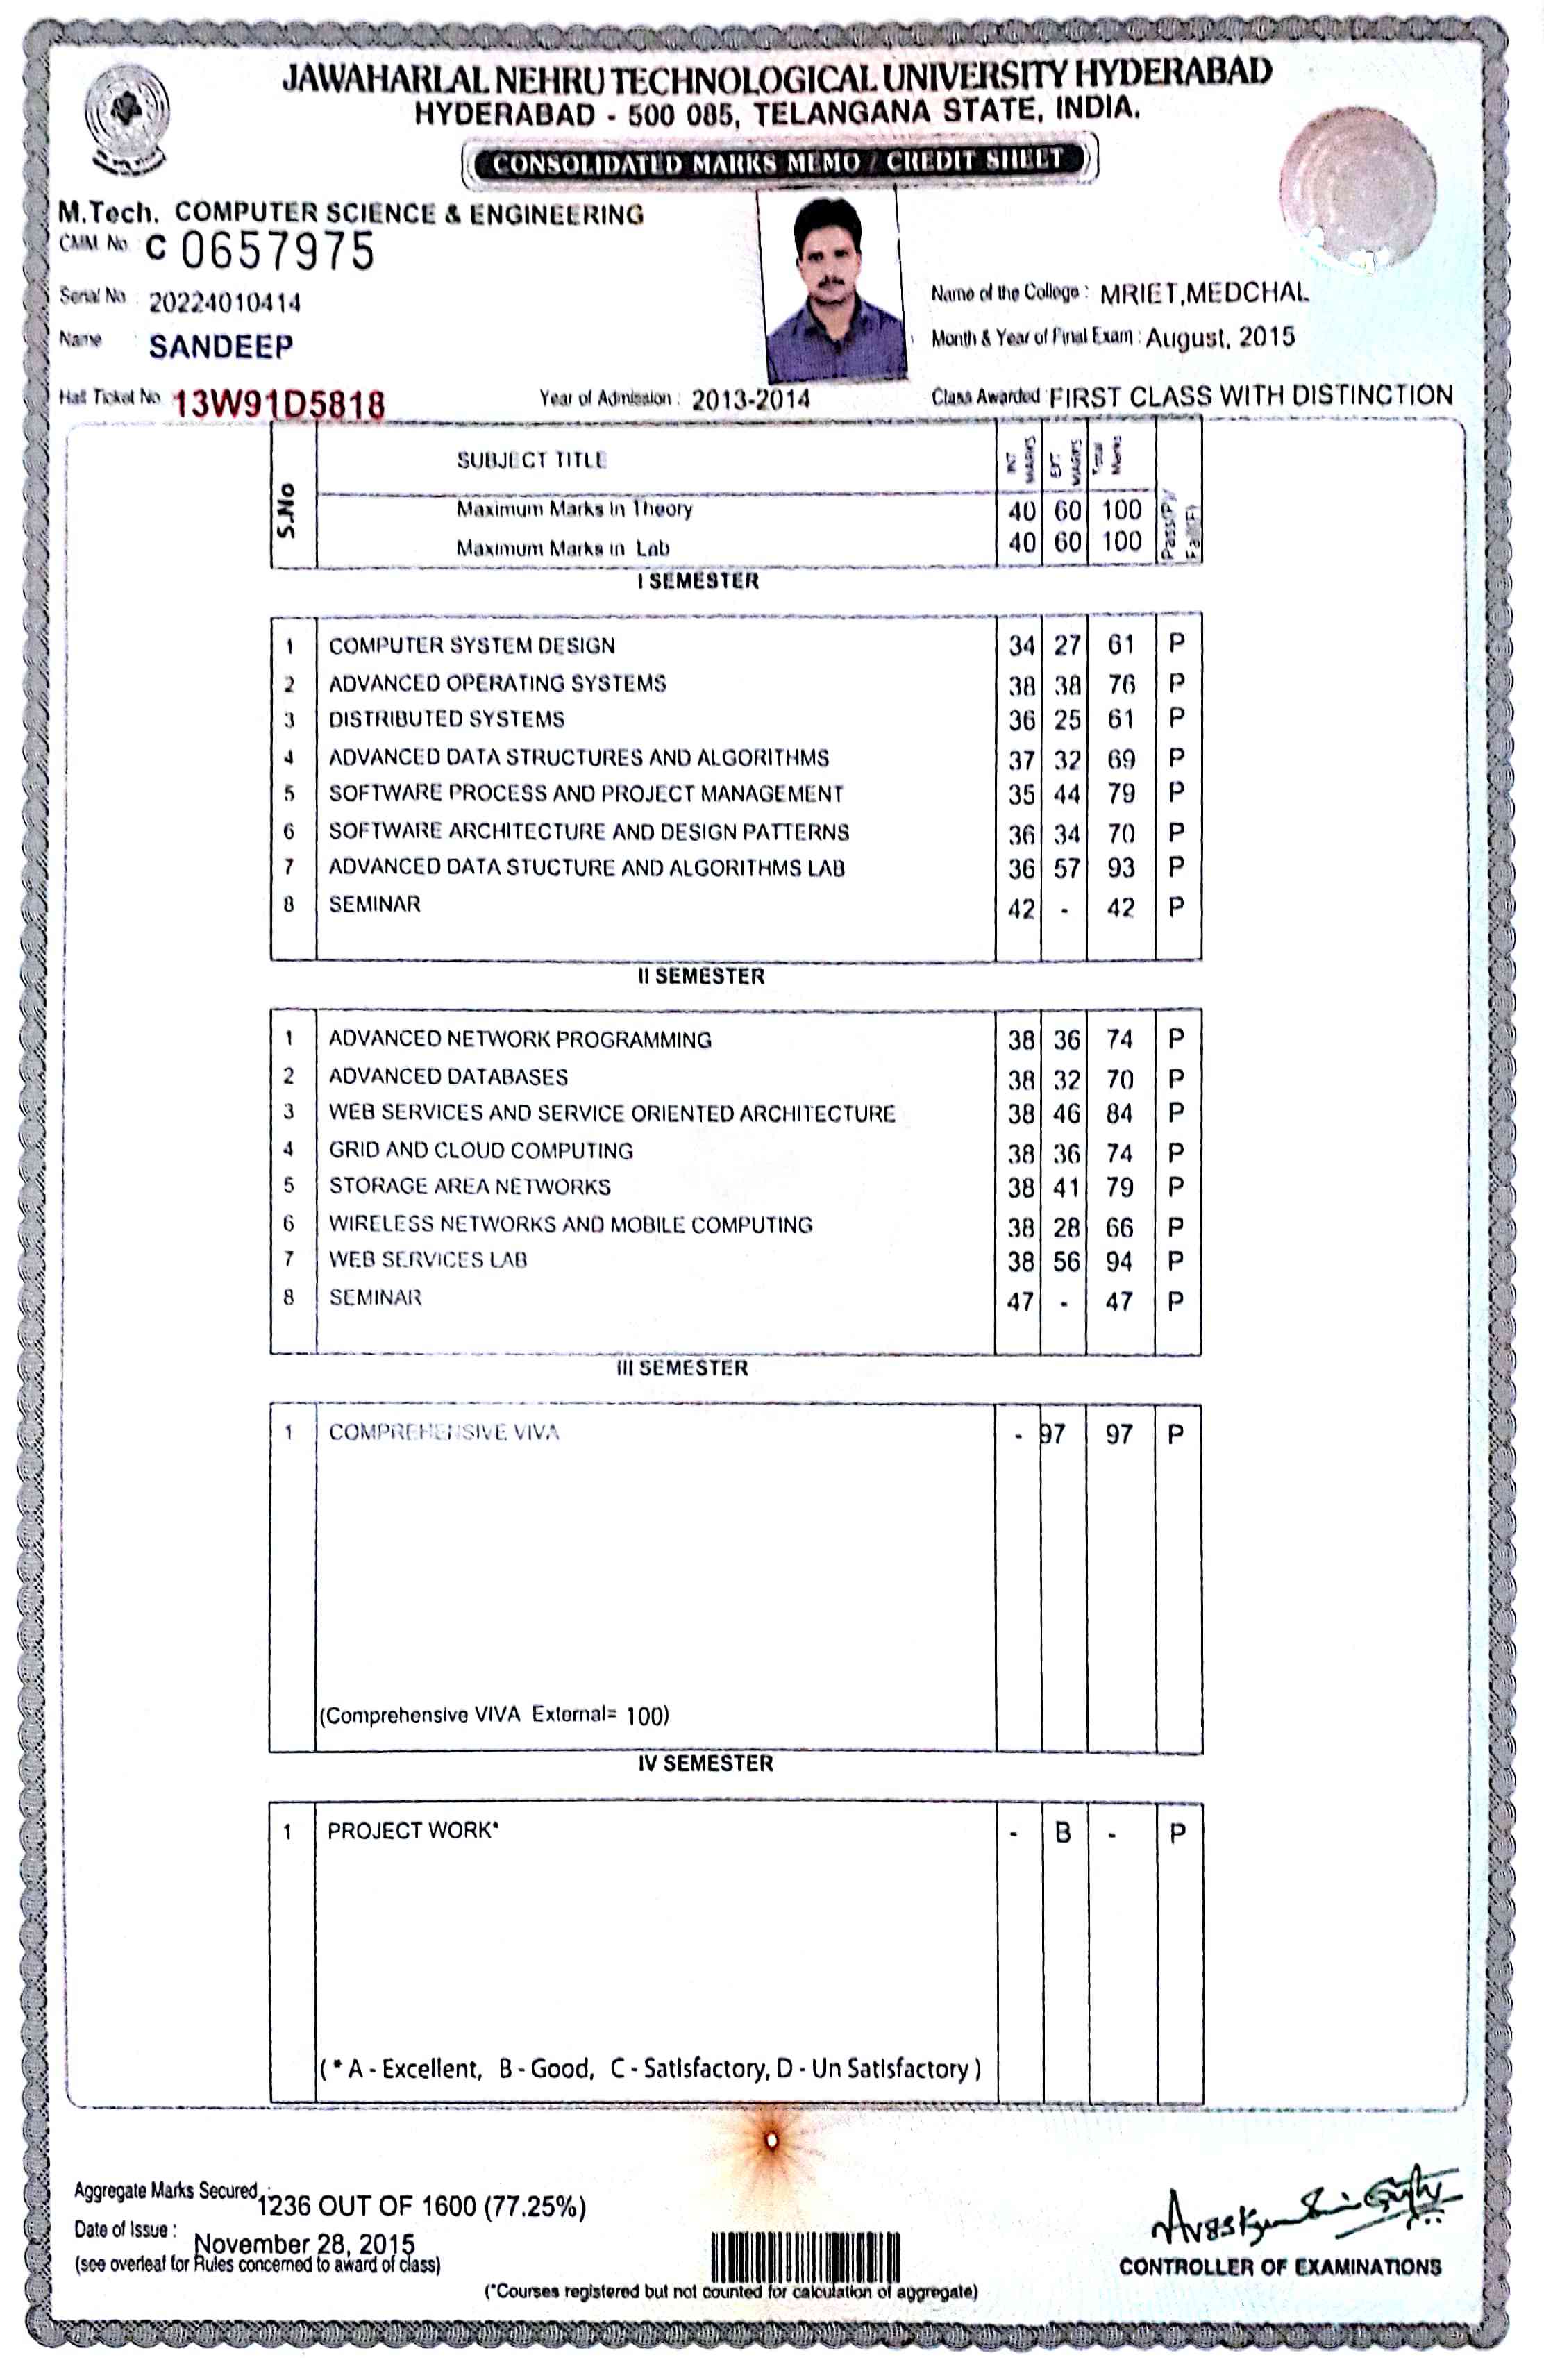 JAWAHARLAL NEHRU TECHNOLOGICAL UNIVERSITY HYDERABAD
HYDERABAD - 500 085, TELANGANA STATE, INDIA.
CONSOLIDATED MARKS MEMO / CREDIT SHEET
M.Tech. COMPUTER SCIENCE & ENGINEERING
CMM No. C 0657975
Serial No : 20224010414
Name of the College : MRIET,MEDCHAL
Name : SANDEEP
Month & Year of Final Exam : August, 2015
Hall Ticket No. 13W91D5818 Year of Admission : 2013-2014 Class Awarded FIRST CLASS WITH DISTINCTION
S.No SUBJECT TITLE INT MARKS EXT. MARKS Total Marks Pass(P)/ Fail(F)
Maximum Marks In Theory 40 60 100
Maximum Marks in Lab 40 60 100
I SEMESTER
1 COMPUTER SYSTEM DESIGN 34 27 61 P
2 ADVANCED OPERATING SYSTEMS 38 38 76 P
3 DISTRIBUTED SYSTEMS 36 25 61 P
4 ADVANCED DATA STRUCTURES AND ALGORITHMS 37 32 69 P
5 SOFTWARE PROCESS AND PROJECT MANAGEMENT 35 44 79 P
6 SOFTWARE ARCHITECTURE AND DESIGN PATTERNS 36 34 70 P
7 ADVANCED DATA STUCTURE AND ALGORITHMS LAB 36 57 93 P
8 SEMINAR 42 - 42 P
II SEMESTER
1 ADVANCED NETWORK PROGRAMMING 38 36 74 P
2 ADVANCED DATABASES 38 32 70 P
3 WEB SERVICES AND SERVICE ORIENTED ARCHITECTURE 38 46 84 P
4 GRID AND CLOUD COMPUTING 38 36 74 P
5 STORAGE AREA NETWORKS 38 41 79 P
6 WIRELESS NETWORKS AND MOBILE COMPUTING 38 28 66 P
7 WEB SERVICES LAB 38 56 94 P
8 SEMINAR 47 - 47 P
III SEMESTER
1 COMPREHENSIVE VIVA - 97 97 P
(Comprehensive VIVA External= 100)
IV SEMESTER
1 PROJECT WORK* - B - P
( * A - Excellent, B - Good, C - Satisfactory, D - Un Satisfactory )
Aggregate Marks Secured : 1236 OUT OF 1600 (77.25%)
Date of Issue : November 28, 2015
(see overleaf for Rules concerned to award of class)
CONTROLLER OF EXAMINATIONS
(*Courses registered but not counted for calculation of aggregate)